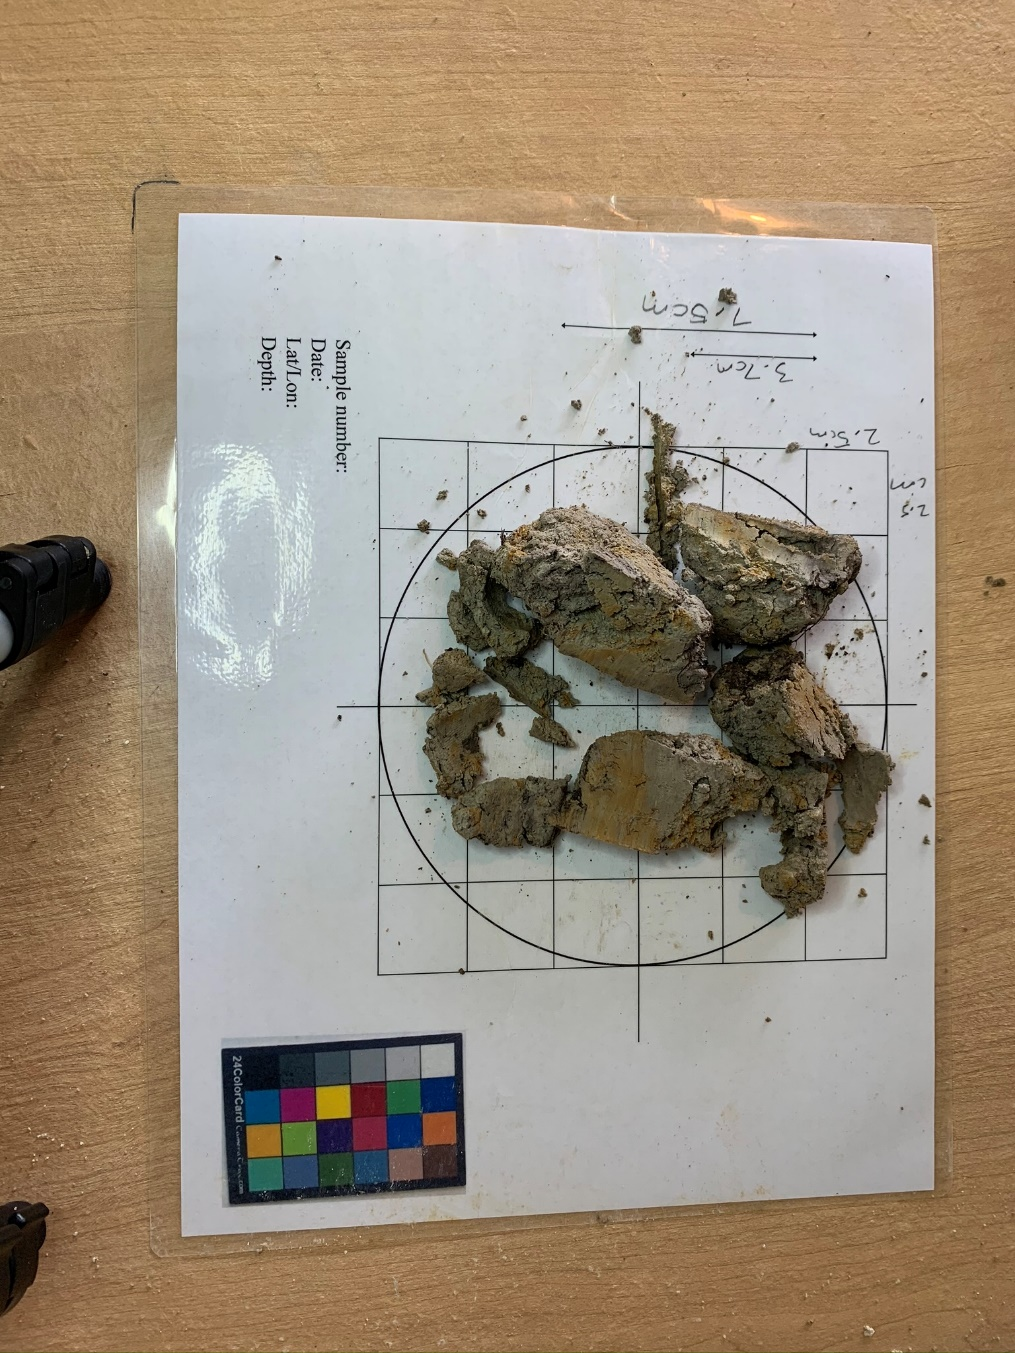 Sample number:
Date:
Lat/Lon:
Depth:
7.5cm
3.7cm
2.5cm
2.5
cm
24ColorCard